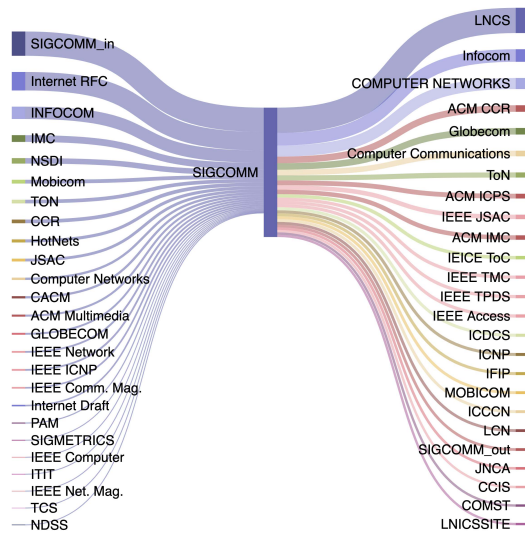 SIGCOMM_in
Internet RFC
INFOCOM
IMC
NSDI
Mobicom
TON
CCR
HotNets
JSAC
Computer Networks
CACM
ACM Multimedia
GLOBECOM
IEEE Network
IEEE ICNP
IEEE Comm. Mag.
Internet Draft
PAM
SIGMETRICS
IEEE Computer
ITIT
IEEE Net. Mag.
TCS
NDSS
SIGCOMM
LNCS
Infocom
COMPUTER NETWORKS
ACM CCR
Globecom
Computer Communications
ToN
ACM ICPS
IEEE JSAC
ACM IMC
IEICE ToC
IEEE TMC
IEEE TPDS
IEEE Access
ICDCS
ICNP
IFIP
MOBICOM
ICCCN
LCN
SIGCOMM_out
JNCA
CCIS
COMST
LNICSSITE